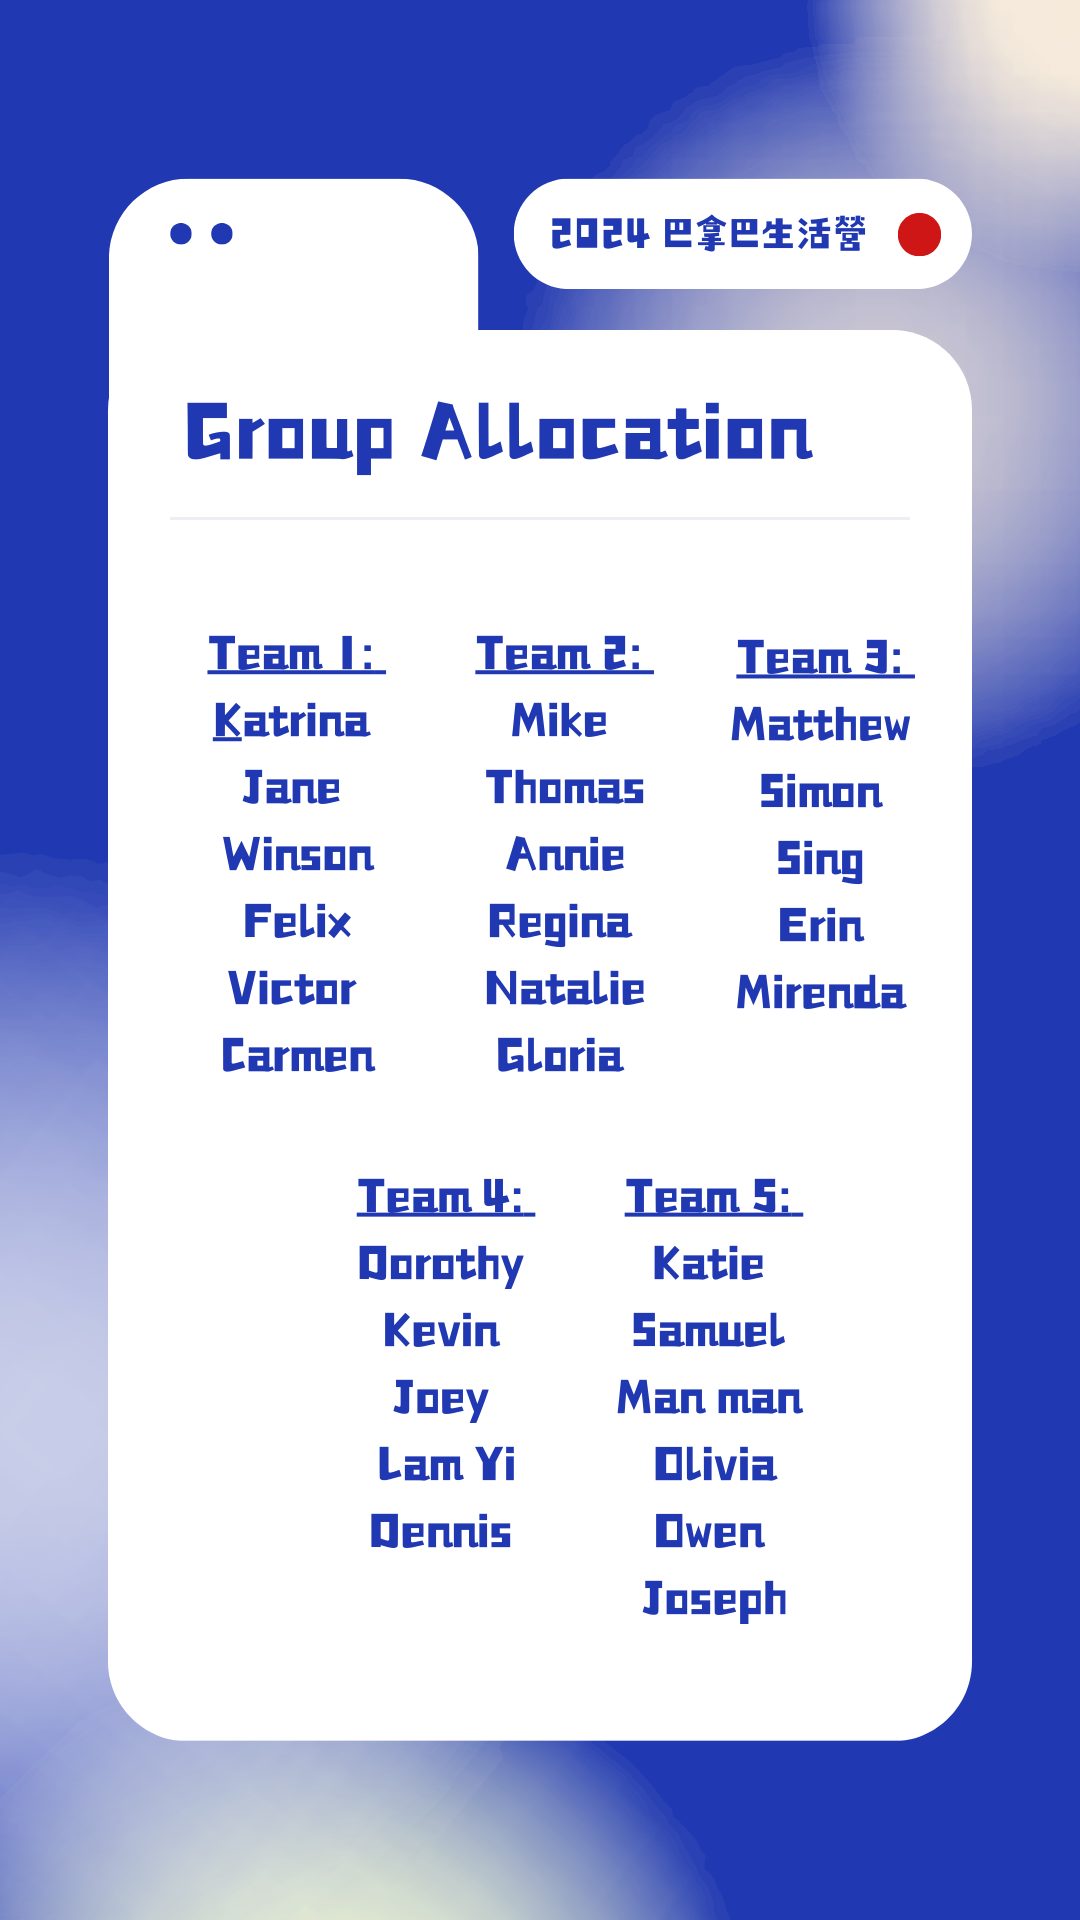 2024 巴拿巴生活營
Group Allocation
Team 1:
Katrina
Jane
Winson
Felix
Victor
Carmen
Team 2:
Mike
Thomas
Annie
Regina
Natalie
Gloria
Team 3:
Matthew
Simon
Sing
Erin
Mirenda
Team 4:
Dorothy
Kevin
Joey
Lam Yi
Dennis
Team 5:
Katie
Samuel
Man man
Olivia
Owen
Joseph